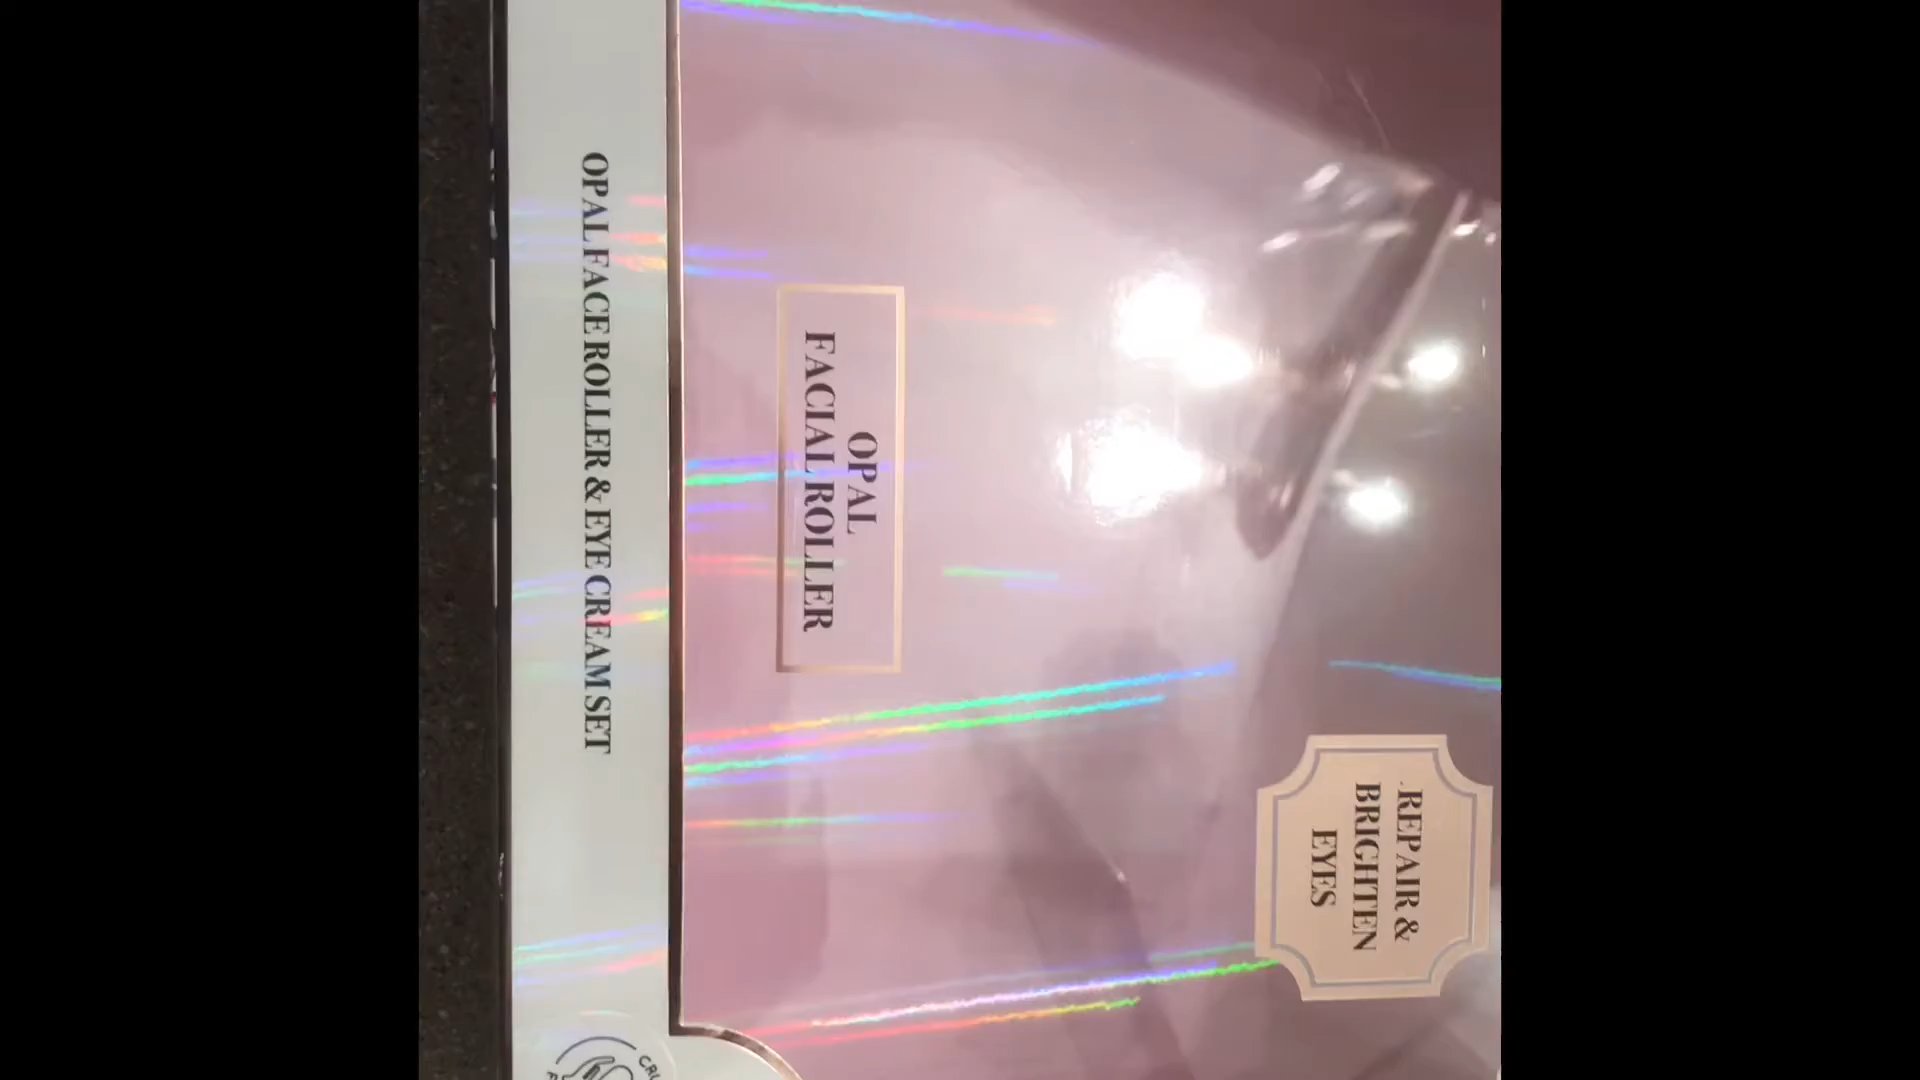 REPAIR &
BRIGHTEN
EYES
OPAL
FACIAL ROLLER
OPAL FACE ROLLER & EYE CREAM SET